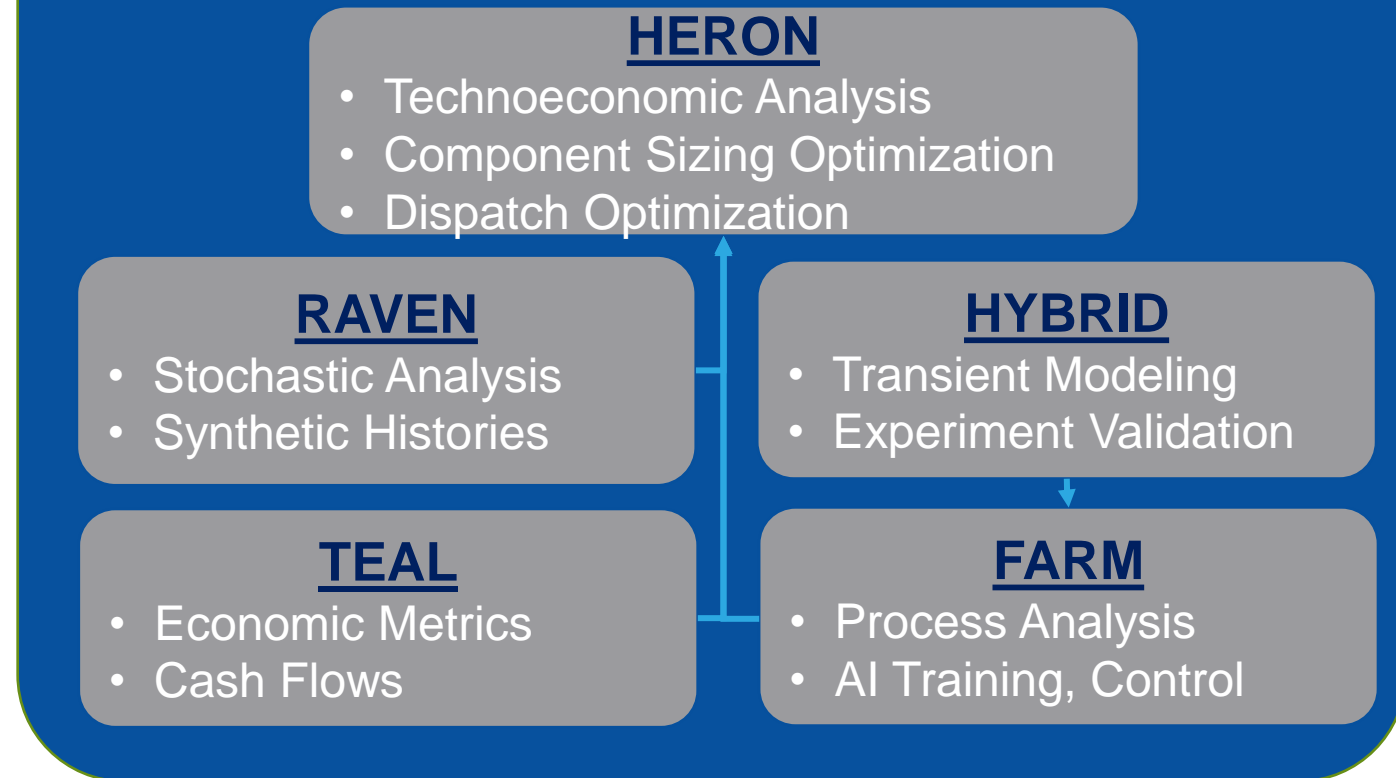 HERON
• Technoeconomic Analysis
• Component Sizing Optimization
• Dispatch Optimization
RAVEN
• Stochastic Analysis
• Synthetic Histories
HYBRID
• Transient Modeling
• Experiment Validation
TEAL
• Economic Metrics
• Cash Flows
FARM
• Process Analysis
• AI Training, Control